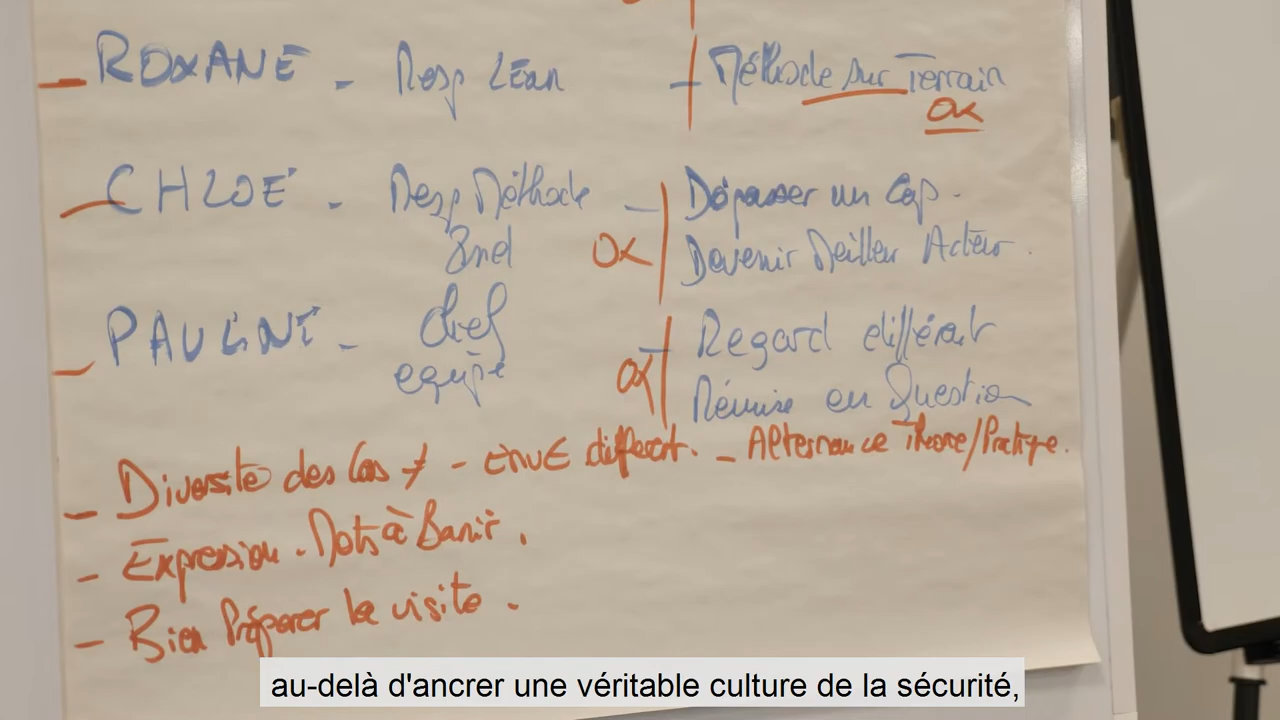 - ROXANE - Resp LEan - Méthode sur Terrain
OK
- CHLOE - Resp Méthode - Dépasser un Cap.
2nd OK Devenir Meilleur Acteur.
- PAULINE - Chef - Regard différent
equipe OK Remise en Question
- Diversité des Cas ≠ - ENVE différent. - Alternance Théorie/Pratique.
- Expression. Mots à Banir.
- Bien Préparer la visite.
au-delà d'ancrer une véritable culture de la sécurité,